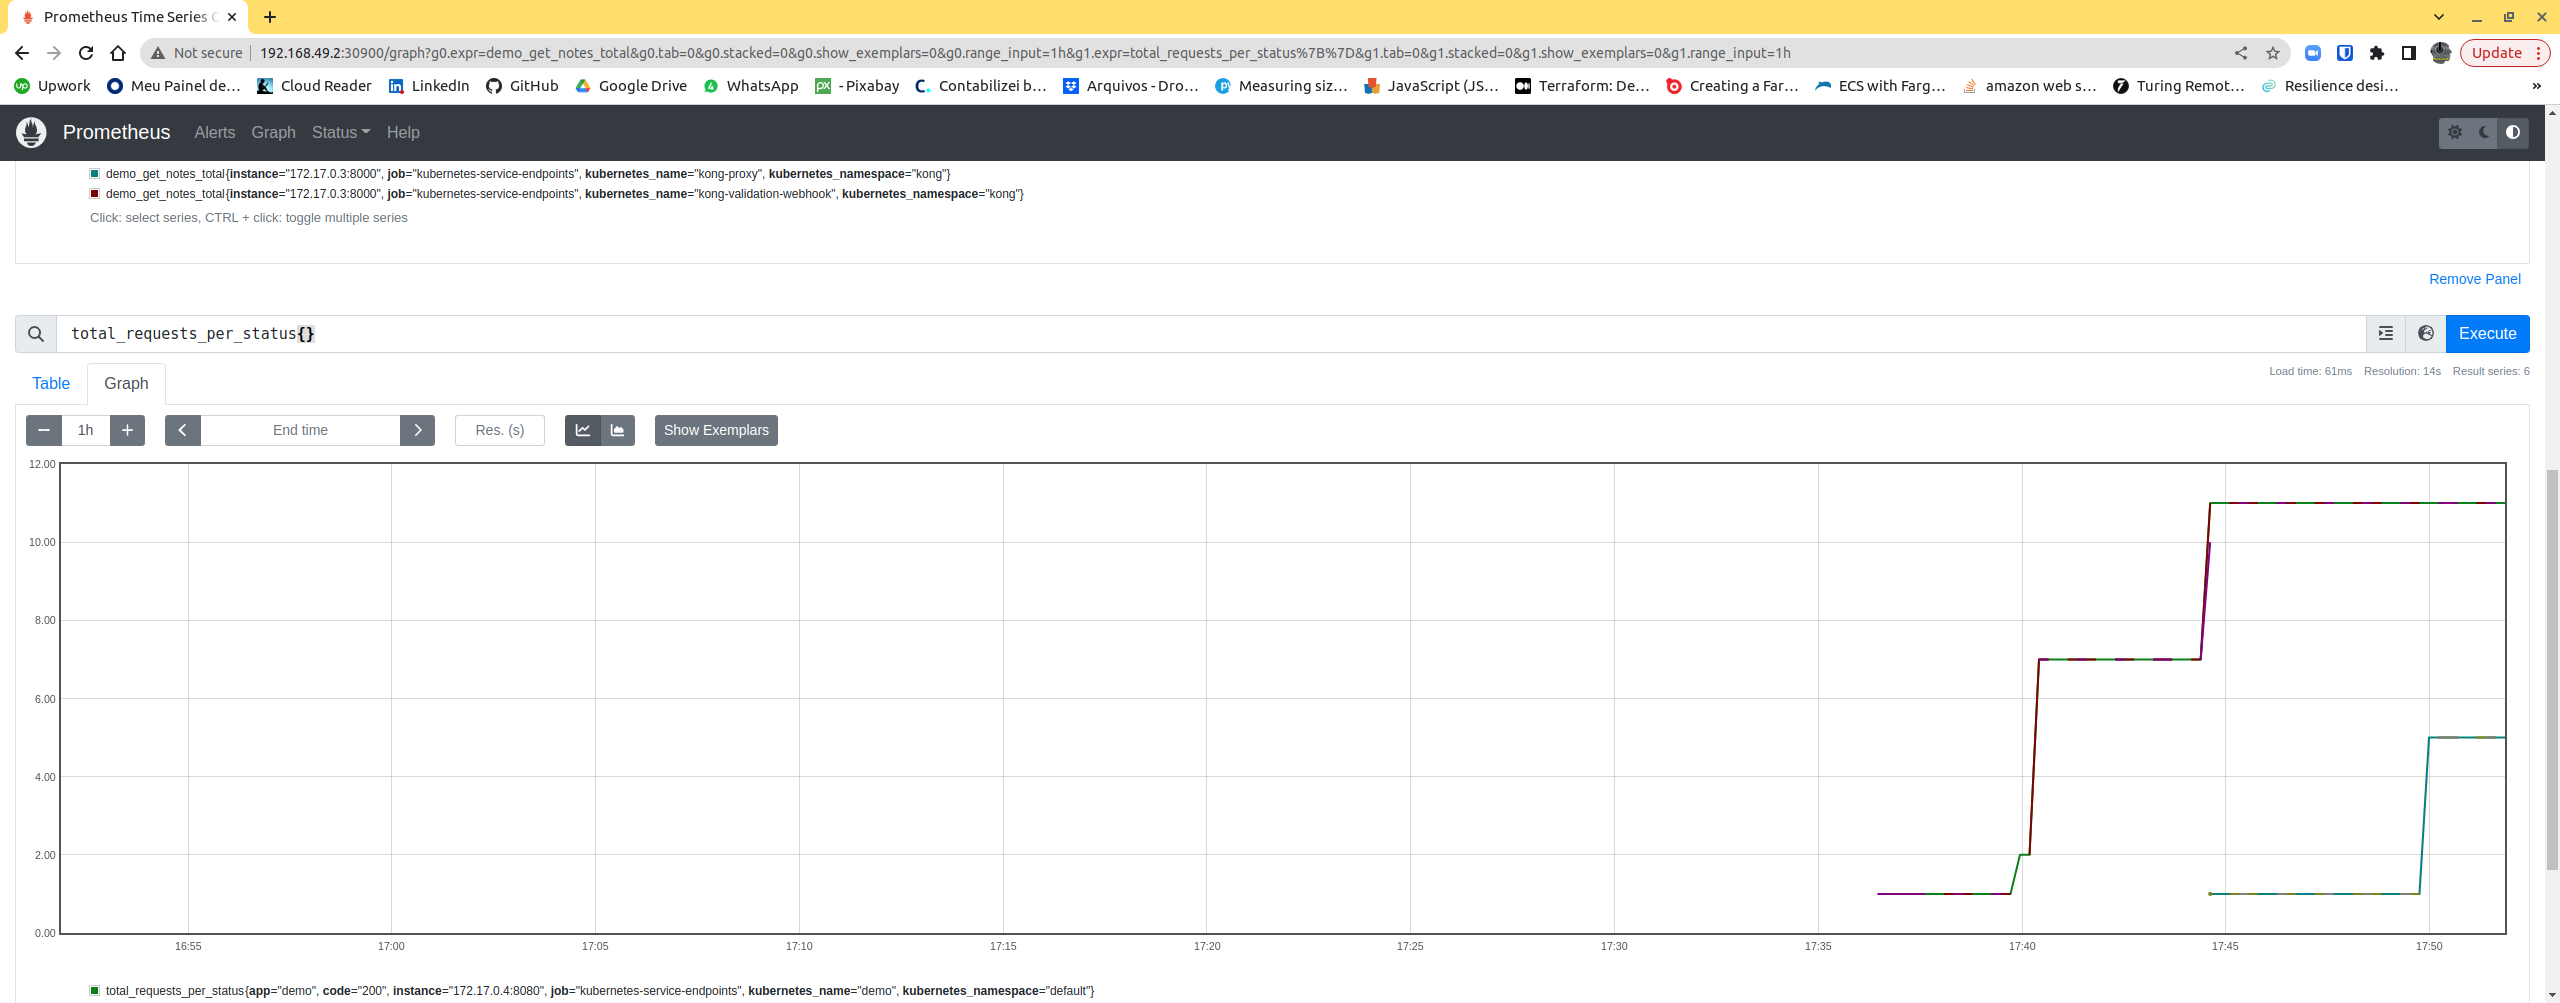 Prometheus Time Series C
Not secure 192.168.49.2:30900/graph?g0.expr=demo_get_notes_total&g0.tab=0&g0.stacked=0&g0.show_exemplars=0&g0.range_input=1h&g1.expr=total_requests_per_status%7B%7D&g1.tab=0&g1.stacked=0&g1.show_exemplars=0&g1.range_input=1h Update
Upwork Meu Painel de… Cloud Reader LinkedIn GitHub Google Drive WhatsApp - Pixabay Contabilizei b… Arquivos - Dro… Measuring siz… JavaScript (JS… Terraform: De… Creating a Far… ECS with Farg… amazon web s… Turing Remot… Resilience desi… »
Prometheus Alerts Graph Status Help
demo_get_notes_total{instance="172.17.0.3:8000", job="kubernetes-service-endpoints", kubernetes_name="kong-proxy", kubernetes_namespace="kong"}
demo_get_notes_total{instance="172.17.0.3:8000", job="kubernetes-service-endpoints", kubernetes_name="kong-validation-webhook", kubernetes_namespace="kong"}
Click: select series, CTRL + click: toggle multiple series
Remove Panel
total_requests_per_status{} Execute
Table Graph Load time: 61ms Resolution: 14s Result series: 6
1h End time Res. (s) Show Exemplars
12.00
10.00
8.00
6.00
4.00
2.00
0.00
16:55 17:00 17:05 17:10 17:15 17:20 17:25 17:30 17:35 17:40 17:45 17:50
total_requests_per_status{app="demo", code="200", instance="172.17.0.4:8080", job="kubernetes-service-endpoints", kubernetes_name="demo", kubernetes_namespace="default"}